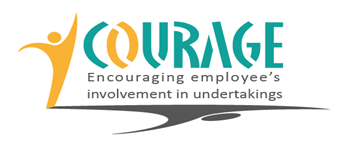 COURAGE
Encouraging employee's
involvement in undertakings